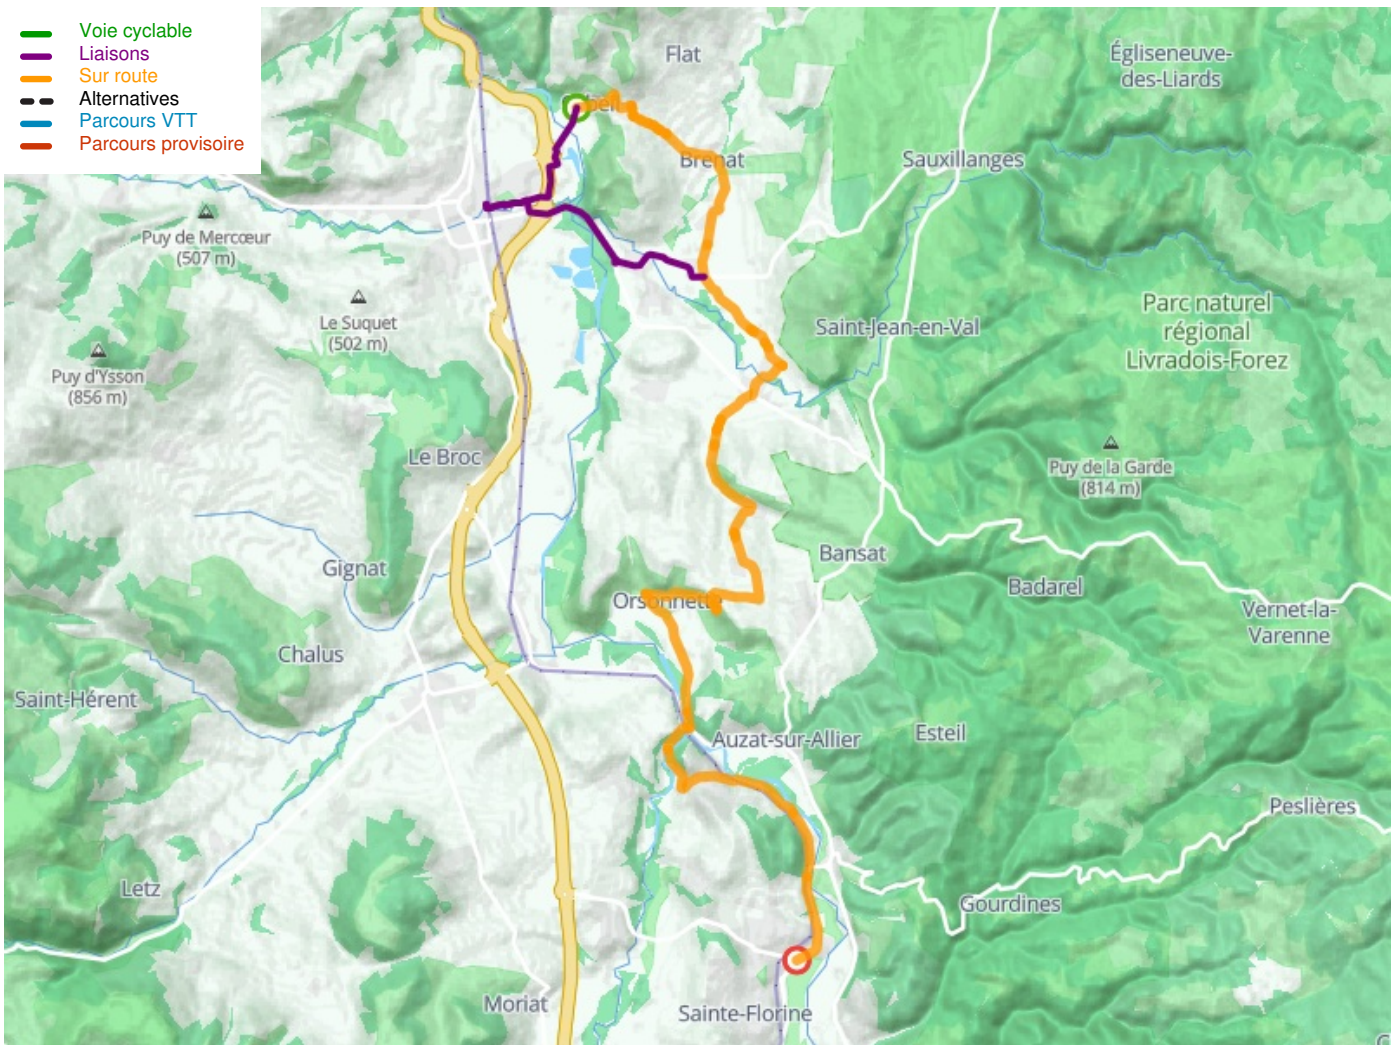 Voie cyclable
Liaisons
Sur route
Alternatives
Parcours VTT
Parcours provisoire
Flat
Égliseneuve-
des-Liards
Brenat
Sauxillanges
Puy de Mercœur
(507 m)
Le Suquet
(502 m)
Saint-Jean-en-Val
Parc naturel
régional
Livradois-Forez
Puy d'Ysson
(856 m)
Le Broc
Puy de la Garde
(814 m)
Gignat
Bansat
Badarel
Orsonnette
Vernet-la-
Varenne
Chalus
Saint-Hérent
Auzat-sur-Allier
Esteil
Peslières
Letz
Gourdines
Moriat
Sainte-Florine